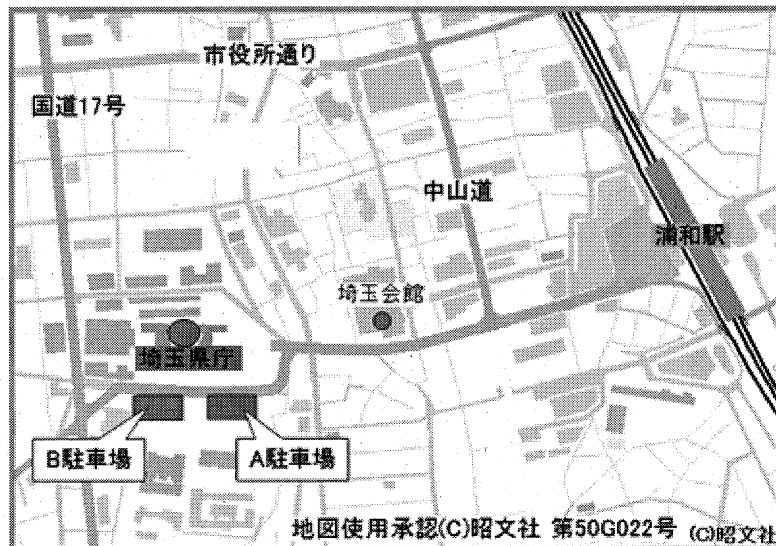 市役所通り
国道17号
中山道
浦和駅
埼玉会館
埼玉県庁
B駐車場
A駐車場
地図使用承認(C)昭文社 第50G022号
(C)昭文社